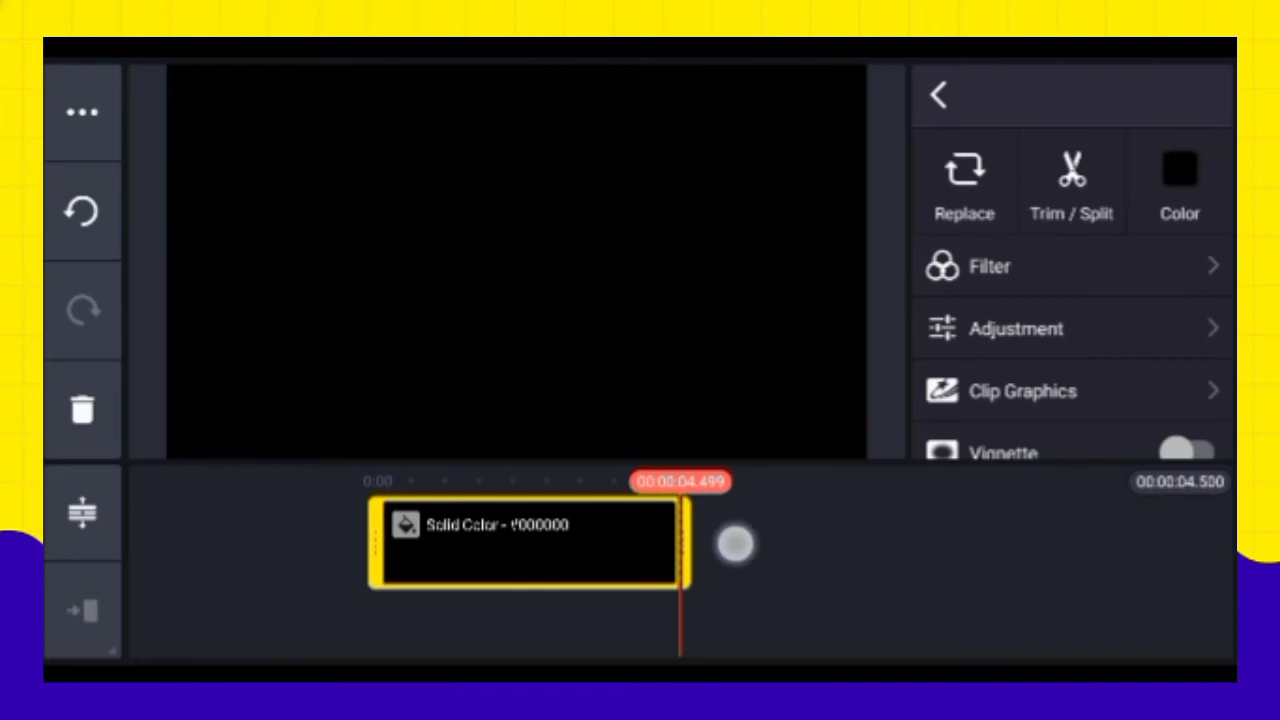 Replace
Trim / Split
Color
Filter
Adjustment
Clip Graphics
Vignette
0:00
00:00:04.499
00:00:04.500
Solid Color - #000000